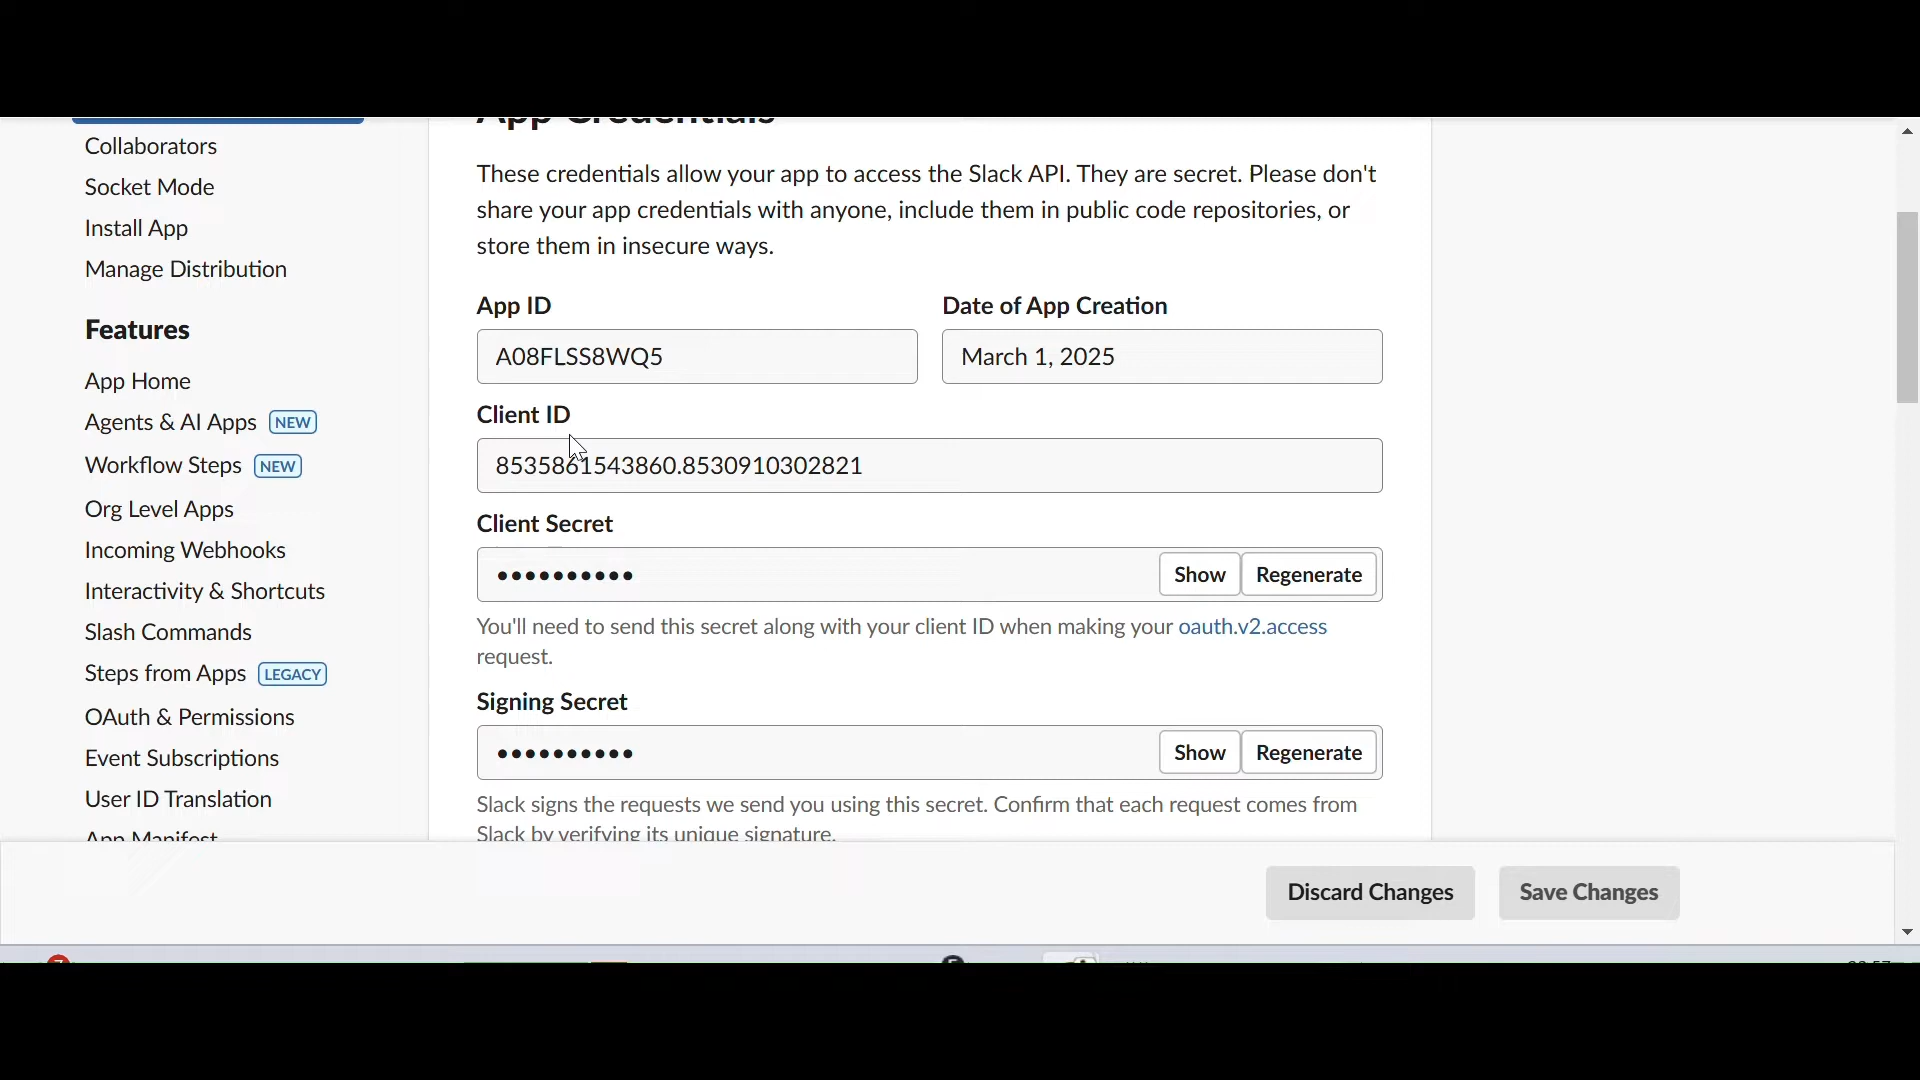 App Credentials
Collaborators
Socket Mode
Install App
Manage Distribution
Features
App Home
Agents & AI Apps NEW
Workflow Steps NEW
Org Level Apps
Incoming Webhooks
Interactivity & Shortcuts
Slash Commands
Steps from Apps LEGACY
OAuth & Permissions
Event Subscriptions
User ID Translation
App Manifest
These credentials allow your app to access the Slack API. They are secret. Please don't
share your app credentials with anyone, include them in public code repositories, or
store them in insecure ways.
App ID
A08FLSS8WQ5
Date of App Creation
March 1, 2025
Client ID
8535861543860.8530910302821
Client Secret
••••••••••
Show Regenerate
You'll need to send this secret along with your client ID when making your oauth.v2.access
request.
Signing Secret
••••••••••
Show Regenerate
Slack signs the requests we send you using this secret. Confirm that each request comes from
Slack by verifying its unique signature.
Discard Changes Save Changes